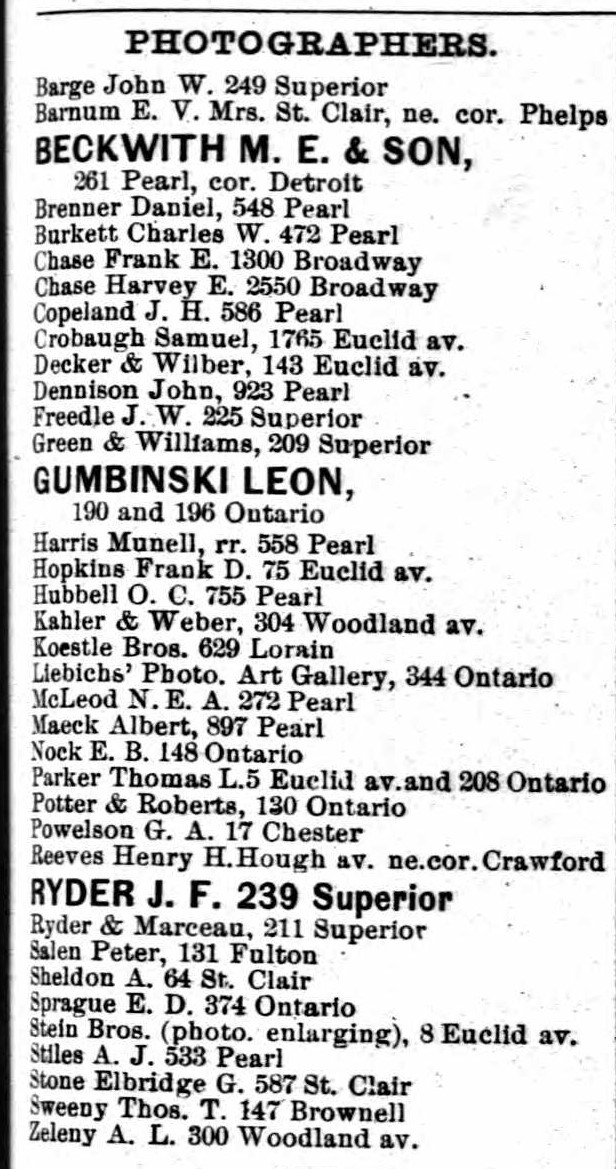 PHOTOGRAPHERS.
Barge John W. 249 Superior
Barnum E. V. Mrs. St. Clair, ne. cor. Phelps
BECKWITH M. E. & SON,
261 Pearl, cor. Detroit
Brenner Daniel, 548 Pearl
Burkett Charles W. 472 Pearl
Chase Frank E. 1300 Broadway
Chase Harvey E. 2550 Broadway
Copeland J. H. 586 Pearl
Crobaugh Samuel, 1765 Euclid av.
Decker & Wilber, 143 Euclid av.
Dennison John, 923 Pearl
Freedle J. W. 225 Superior
Green & Williams, 209 Superior
GUMBINSKI LEON,
190 and 196 Ontario
Harris Munell, rr. 558 Pearl
Hopkins Frank D. 75 Euclid av.
Hubbell O. C. 755 Pearl
Kahler & Weber, 304 Woodland av.
Koestle Bros. 629 Lorain
Liebichs' Photo. Art Gallery, 344 Ontario
McLeod N. E. A. 272 Pearl
Maeck Albert, 897 Pearl
Nock E. B. 148 Ontario
Parker Thomas L. 5 Euclid av. and 208 Ontario
Potter & Roberts, 130 Ontario
Powelson G. A. 17 Chester
Reeves Henry H. Hough av. ne. cor. Crawford
RYDER J. F. 239 Superior
Ryder & Marceau, 211 Superior
Salen Peter, 131 Fulton
Sheldon A. 64 St. Clair
Sprague E. D. 374 Ontario
Stein Bros. (photo. enlarging), 8 Euclid av.
Stiles A. J. 533 Pearl
Stone Elbridge G. 587 St. Clair
Sweeny Thos. T. 147 Brownell
Zeleny A. L. 300 Woodland av.